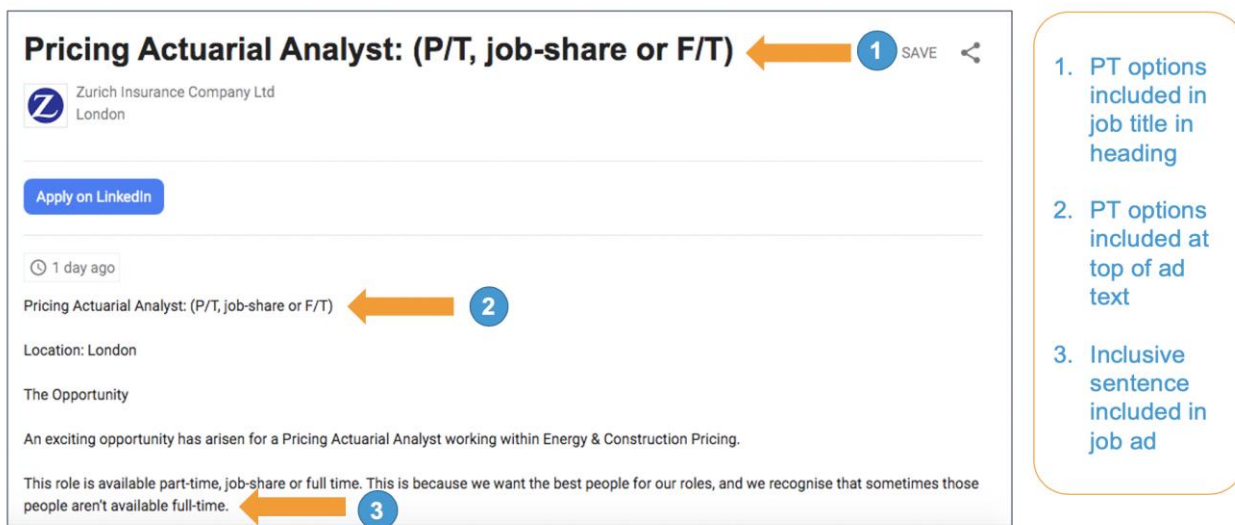 Pricing Actuarial Analyst: (P/T, job-share or F/T)
1
SAVE
Z
Zurich Insurance Company Ltd
London
Apply on LinkedIn
1 day ago
Pricing Actuarial Analyst: (P/T, job-share or F/T)
2
Location: London
The Opportunity
An exciting opportunity has arisen for a Pricing Actuarial Analyst working within Energy & Construction Pricing.
This role is available part-time, job-share or full time. This is because we want the best people for our roles, and we recognise that sometimes those
people aren't available full-time.
3
1. PT options
included in
job title in
heading
2. PT options
included at
top of ad
text
3. Inclusive
sentence
included in
job ad